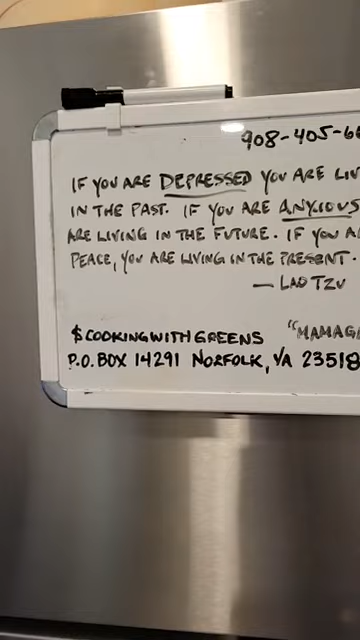 908-405-6
IF YOU ARE DEPRESSED YOU ARE LIV
IN THE PAST. IF YOU ARE ANXIOUS
ARE LIVING IN THE FUTURE. IF YOU A
PEACE, YOU ARE LIVING IN THE PRESENT.
— LAO TZU
$COOKINGWITHGREENS "MAMAG
P.O. BOX 14291 NORFOLK, VA 23518